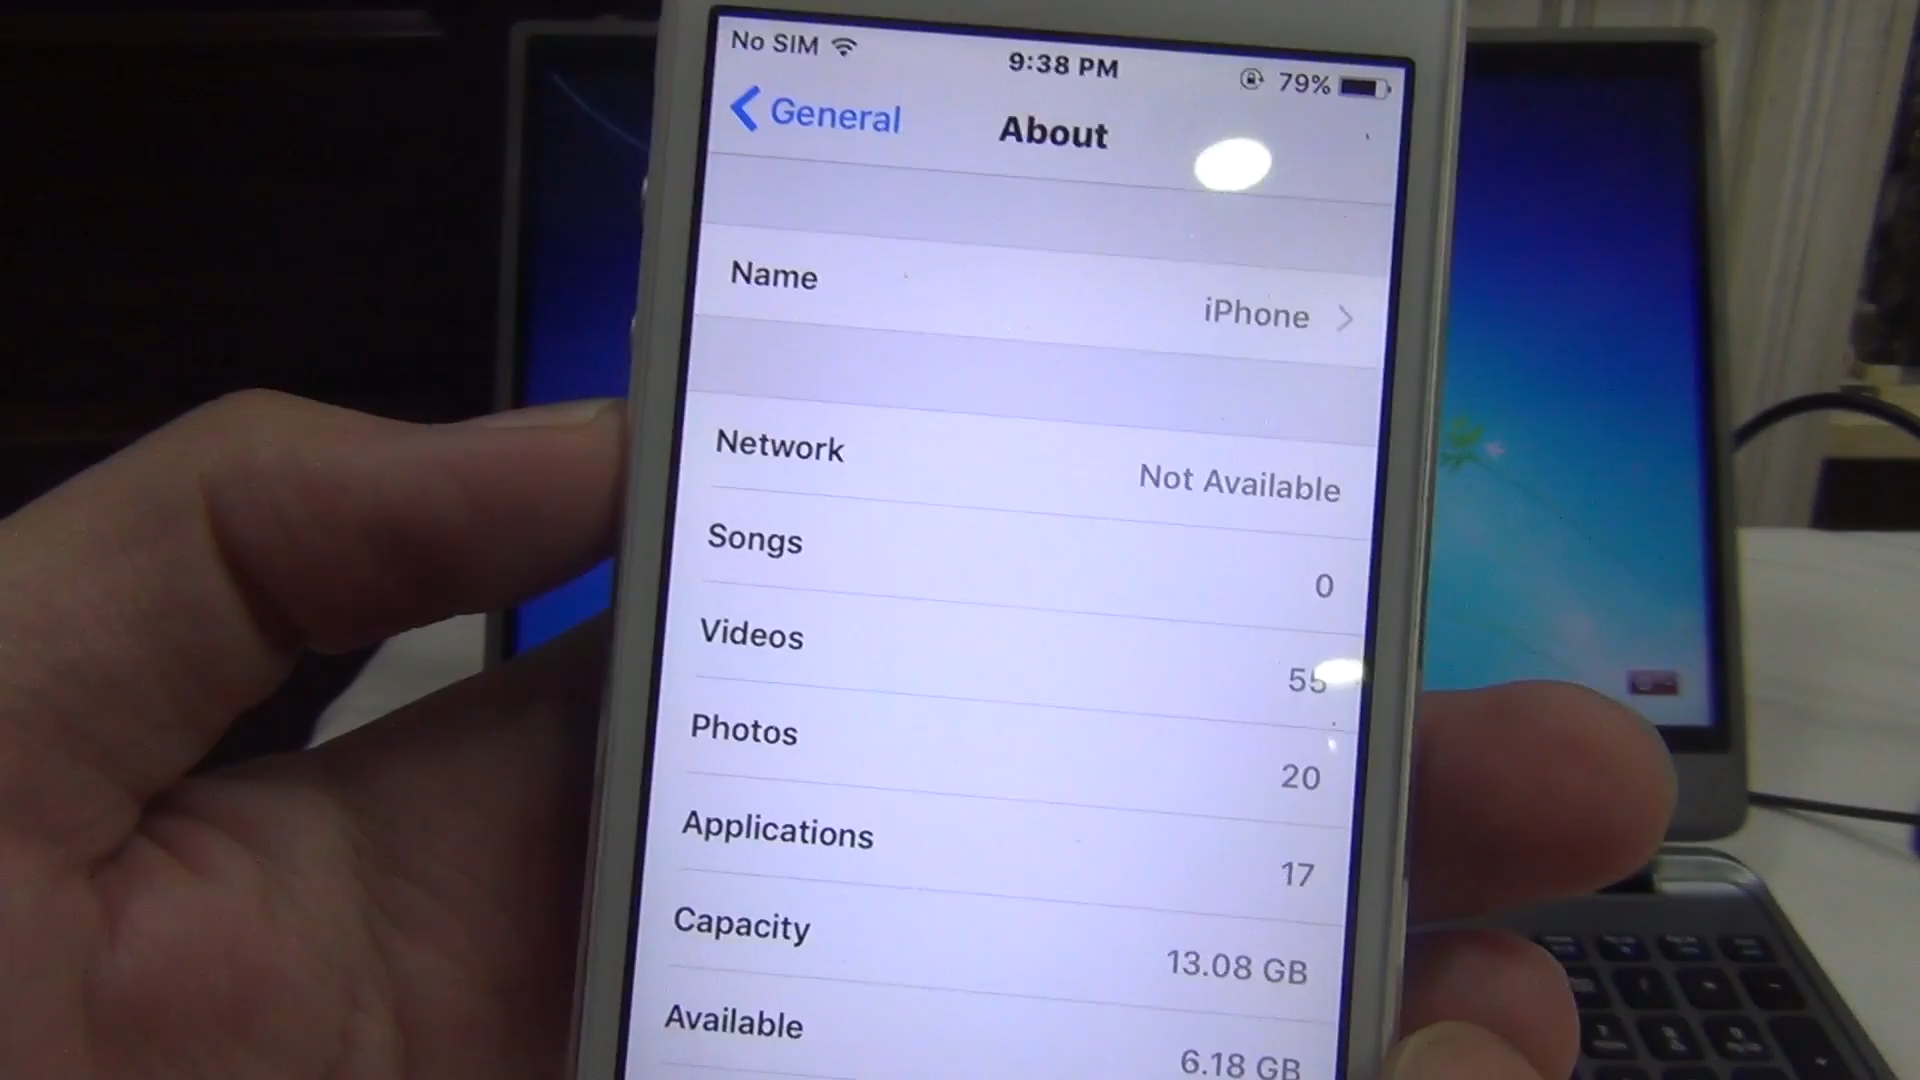 No SIM 9:38 PM 79%
General About
Name iPhone
Network Not Available
Songs 0
Videos 55
Photos 20
Applications 17
Capacity 13.08 GB
Available 6.18 GB